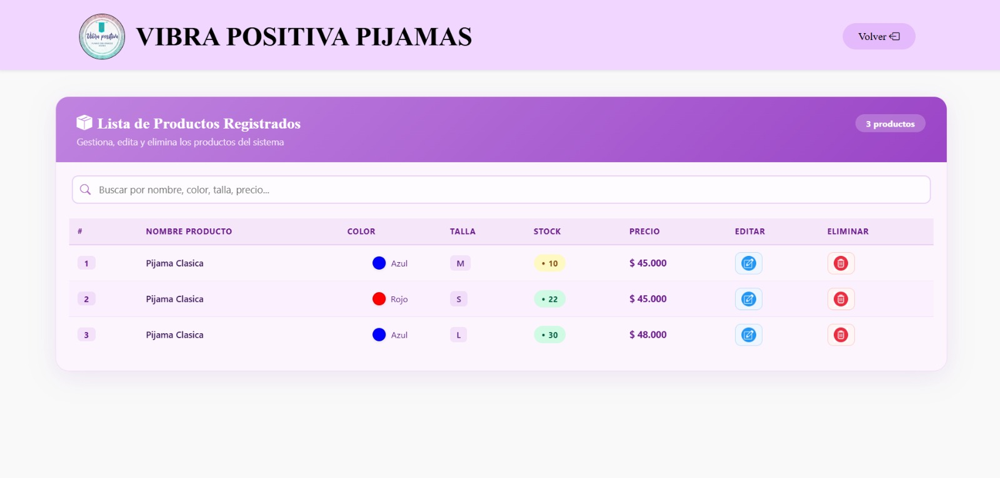 Vibra positiva
VIBRA POSITIVA PIJAMAS
Volver
Lista de Productos Registrados
3 productos
Gestiona, edita y elimina los productos del sistema
Buscar por nombre, color, talla, precio...
# NOMBRE PRODUCTO COLOR TALLA STOCK PRECIO EDITAR ELIMINAR
1 Pijama Clasica Azul M • 10 $ 45.000
2 Pijama Clasica Rojo S • 22 $ 45.000
3 Pijama Clasica Azul L • 30 $ 48.000